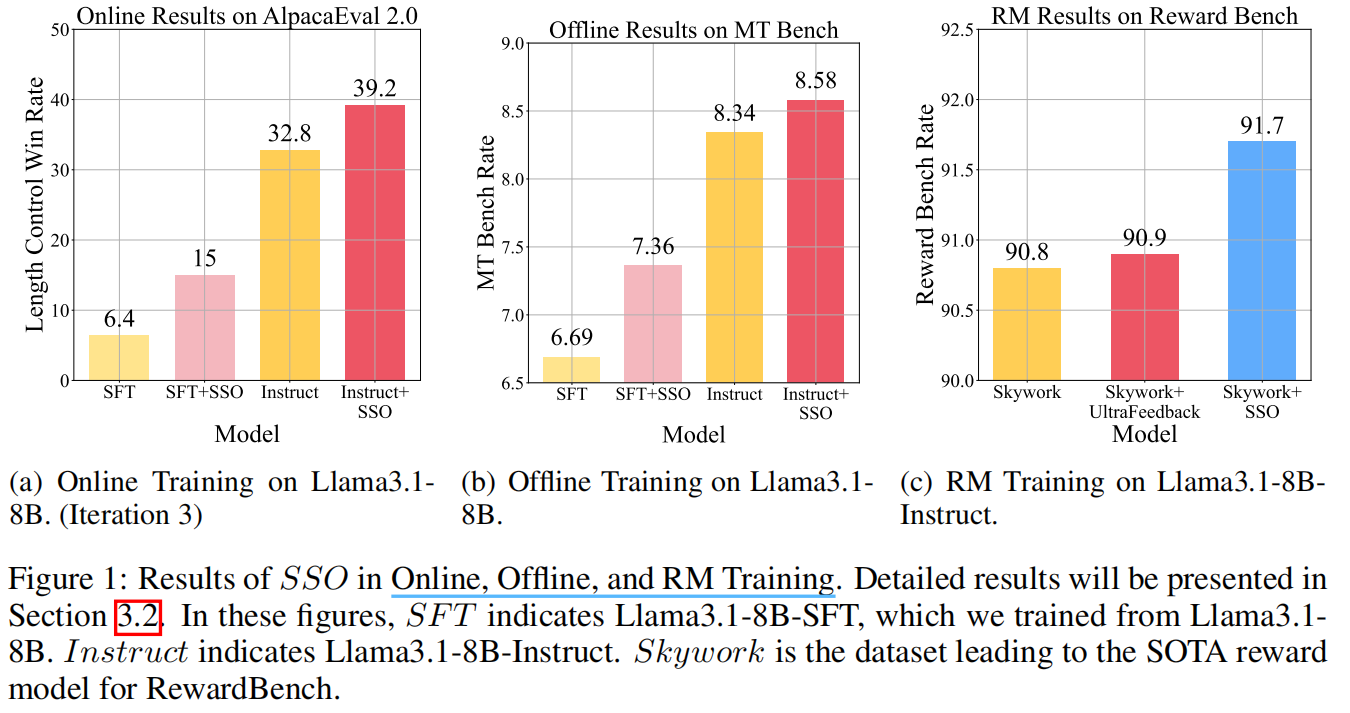 Online Results on AlpacaEval 2.0
Length Control Win Rate
50
40
30
20
10
0
6.4
15
32.8
39.2
SFT
SFT+SSO
Instruct
Instruct+
SSO
Model
Offline Results on MT Bench
MT Bench Rate
9.0
8.5
8.0
7.5
7.0
6.5
6.69
7.36
8.34
8.58
SFT
SFT+SSO
Instruct
Instruct+
SSO
Model
RM Results on Reward Bench
Reward Bench Rate
92.5
92.0
91.5
91.0
90.5
90.0
90.8
90.9
91.7
Skywork
Skywork+
UltraFeedback
Skywork+
SSO
Model
(a) Online Training on Llama3.1-
8B. (Iteration 3)
(b) Offline Training on Llama3.1-
8B.
(c) RM Training on Llama3.1-8B-
Instruct.
Figure 1: Results of SSO in Online, Offline, and RM Training. Detailed results will be presented in
Section 3.2. In these figures, SFT indicates Llama3.1-8B-SFT, which we trained from Llama3.1-
8B. Instruct indicates Llama3.1-8B-Instruct. Skywork is the dataset leading to the SOTA reward
model for RewardBench.